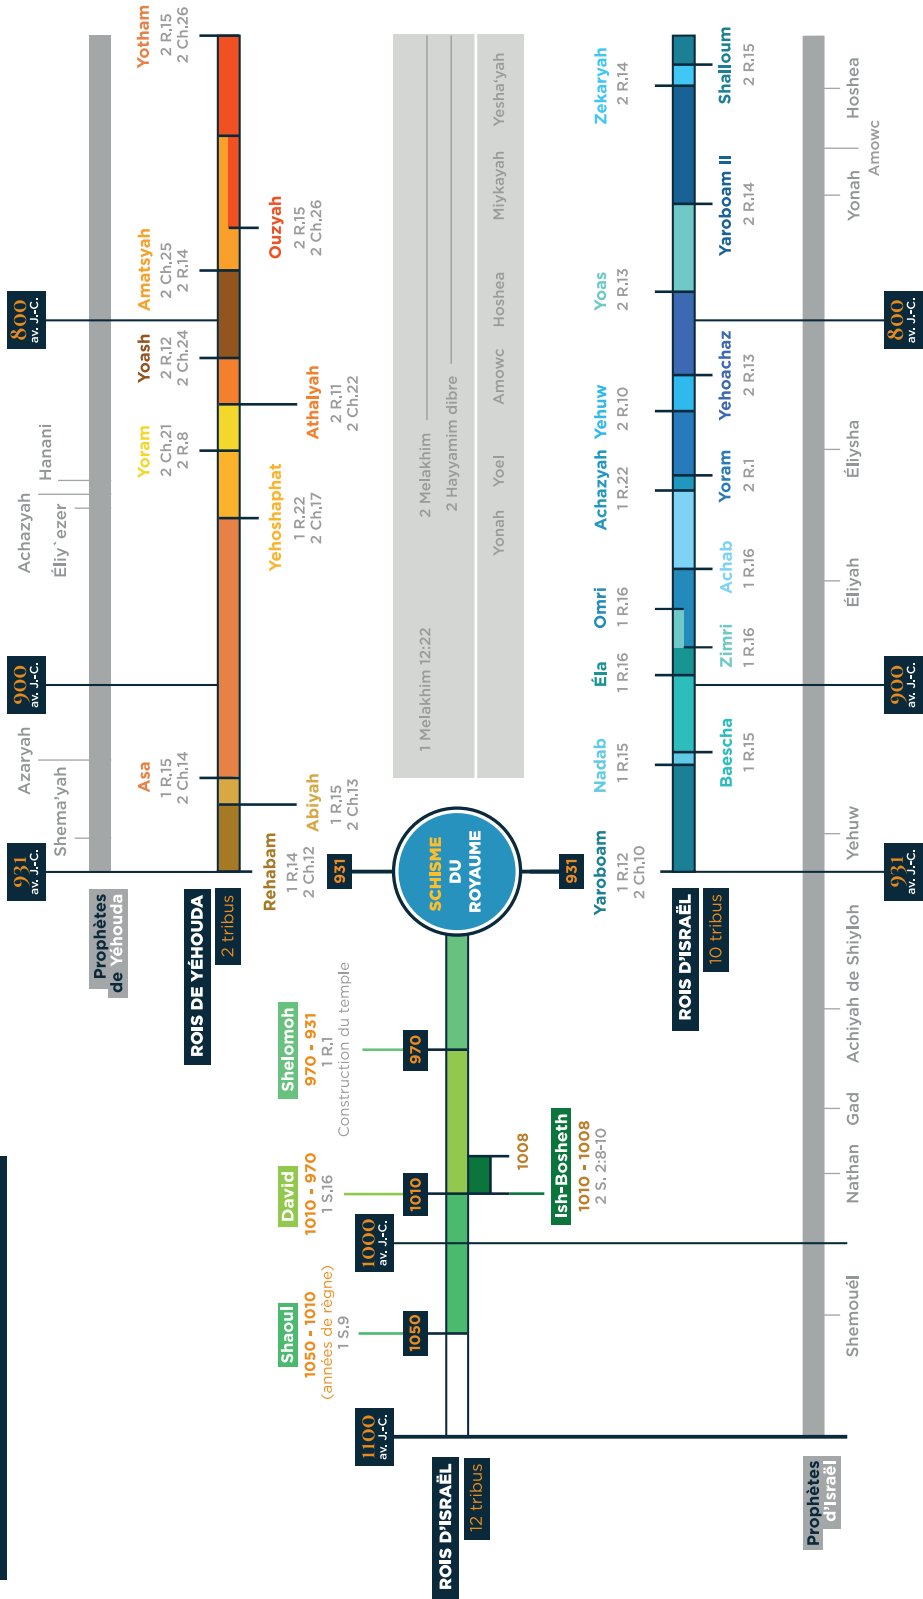 1100
av. J.-C.
1000
av. J.-C.
931
av. J.-C.
900
av. J.-C.
800
av. J.-C.
Prophètes
de Yéhouda
Shema'yah
Azaryah
Éliy`ezer
Achazyah
Hanani
ROIS DE YÉHOUDA
2 tribus
Rehabam
1 R.14
2 Ch.12
Abiyah
1 R.15
2 Ch.13
Asa
1 R.15
2 Ch.14
Yehoshaphat
1 R.22
2 Ch.17
Yoram
2 Ch.21
2 R.8
Athalyah
2 R.11
2 Ch.22
Yoash
2 R.12
2 Ch.24
Amatsyah
2 Ch.25
2 R.14
Ouzyah
2 R.15
2 Ch.26
Yotham
2 R.15
2 Ch.26
Shaoul
1050 - 1010
(années de règne)
1 S.9
David
1010 - 970
1 S.16
Shelomoh
970 - 931
1 R.1
Construction du temple
1050
1010
970
931
SCHISME
DU
ROYAUME
931
ROIS D'ISRAËL
12 tribus
1008
Ish-Bosheth
1010 - 1008
2 S. 2:8-10
1 Melakhim 12:22
2 Melakhim
2 Hayyamim dibre
Yonah
Yoel
Amowc
Hoshea
Miykayah
Yesha'yah
ROIS D'ISRAËL
10 tribus
Yaroboam
1 R.12
2 Ch.10
Nadab
1 R.15
Baescha
1 R.15
Éla
1 R.16
Zimri
1 R.16
Omri
1 R.16
Achab
1 R.16
Achazyah
1 R.22
Yoram
2 R.1
Yehuw
2 R.10
Yehoachaz
2 R.13
Yoas
2 R.13
Yaroboam II
2 R.14
Zekaryah
2 R.14
Shalloum
2 R.15
Prophètes
d'Israël
Shemouél
Nathan
Gad
Achiyah de Shiyloh
Yehuw
Éliyah
Éliysha
Yonah
Amowc
Hoshea
931
av. J.-C.
900
av. J.-C.
800
av. J.-C.